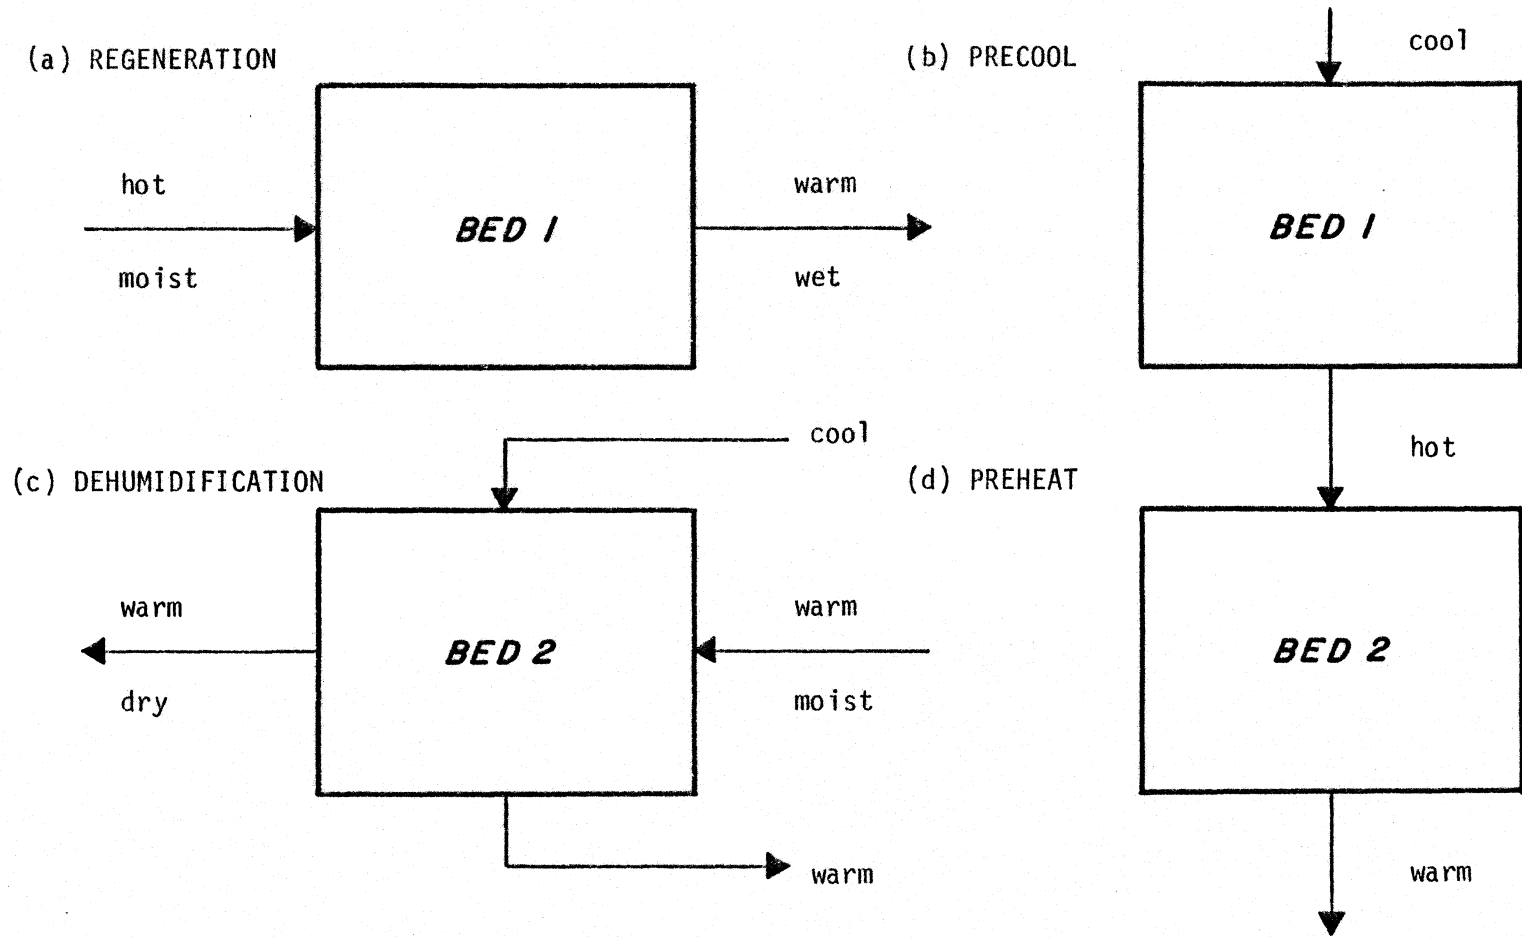 (a) REGENERATION
hot
moist
BED 1
warm
wet
(b) PRECOOL
cool
BED 1
hot
(c) DEHUMIDIFICATION
cool
warm
dry
BED 2
warm
moist
warm
(d) PREHEAT
BED 2
warm